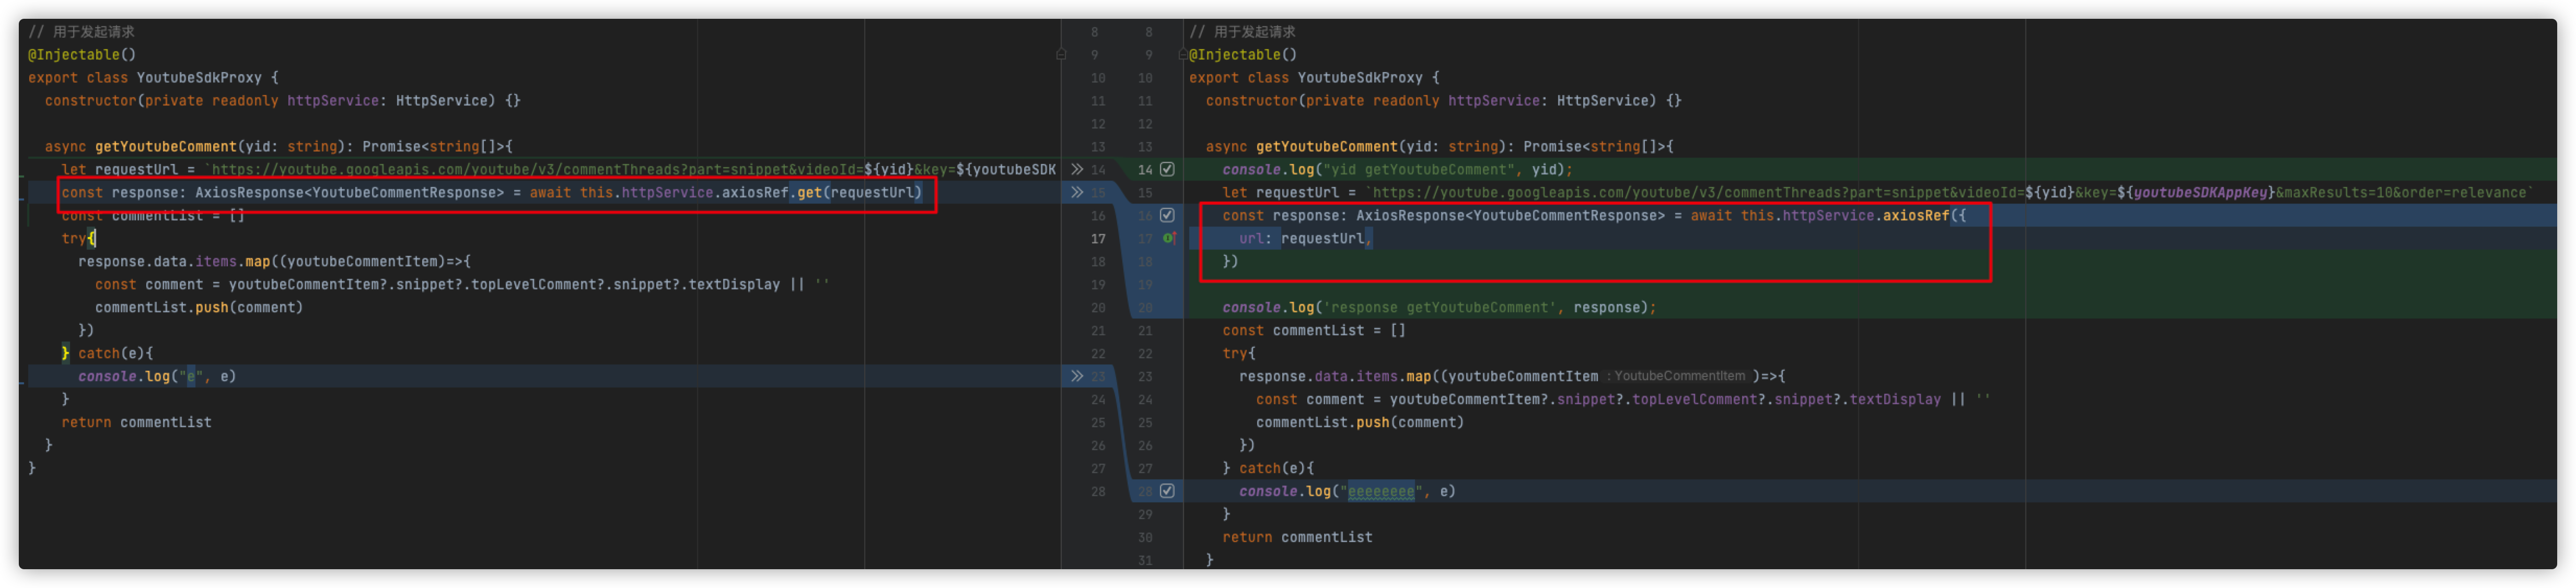 // 用于发起请求
@Injectable()
export class YoutubeSdkProxy {
constructor(private readonly httpService: HttpService) {}
async getYoutubeComment(yid: string): Promise<string[]>{
let requestUrl = `https://youtube.googleapis.com/youtube/v3/commentThreads?part=snippet&videoId=${yid}&key=${youtubeSDK
const response: AxiosResponse<YoutubeCommentResponse> = await this.httpService.axiosRef.get(requestUrl)
const commentList = []
try{
response.data.items.map((youtubeCommentItem)=>{
const comment = youtubeCommentItem?.snippet?.topLevelComment?.snippet?.textDisplay || ''
commentList.push(comment)
})
} catch(e){
console.log("e", e)
}
return commentList
}
}
8 8
9 9
10 10
11 11
12 12
13 13
14 14
15 15
16 16
17 17
18 18
19 19
20 20
21 21
22 22
23 23
24 24
25 25
26 26
27 27
28 28
29
30
31
// 用于发起请求
@Injectable()
export class YoutubeSdkProxy {
constructor(private readonly httpService: HttpService) {}
async getYoutubeComment(yid: string): Promise<string[]>{
console.log("yid getYoutubeComment", yid);
let requestUrl = `https://youtube.googleapis.com/youtube/v3/commentThreads?part=snippet&videoId=${yid}&key=${youtubeSDKAppKey}&maxResults=10&order=relevance`
const response: AxiosResponse<YoutubeCommentResponse> = await this.httpService.axiosRef({
url: requestUrl,
})
console.log('response getYoutubeComment', response);
const commentList = []
try{
response.data.items.map((youtubeCommentItem : YoutubeCommentItem )=>{
const comment = youtubeCommentItem?.snippet?.topLevelComment?.snippet?.textDisplay || ''
commentList.push(comment)
})
} catch(e){
console.log("eeeeeeee", e)
}
return commentList
}